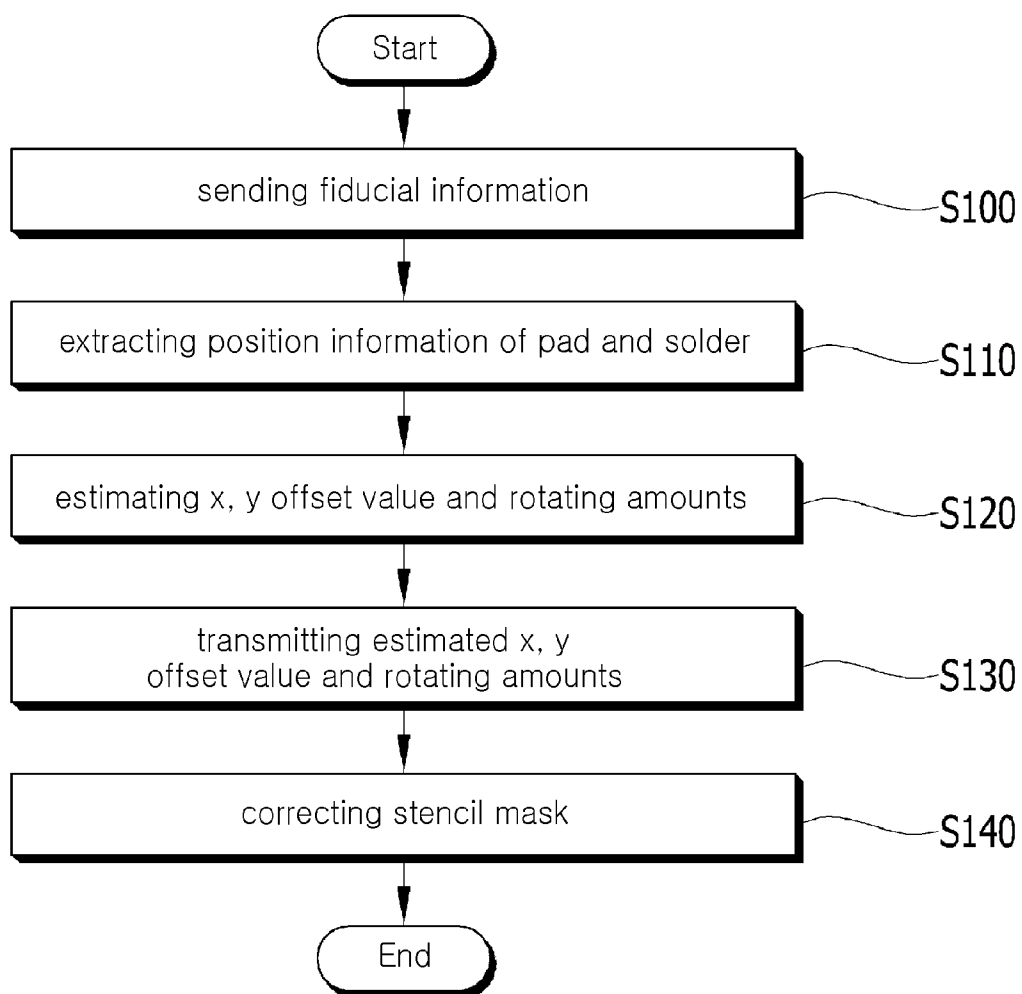 Start
sending fiducial information
S100
extracting position information of pad and solder
S110
estimating x, y offset value and rotating amounts
S120
transmitting estimated x, y
offset value and rotating amounts
S130
correcting stencil mask
S140
End